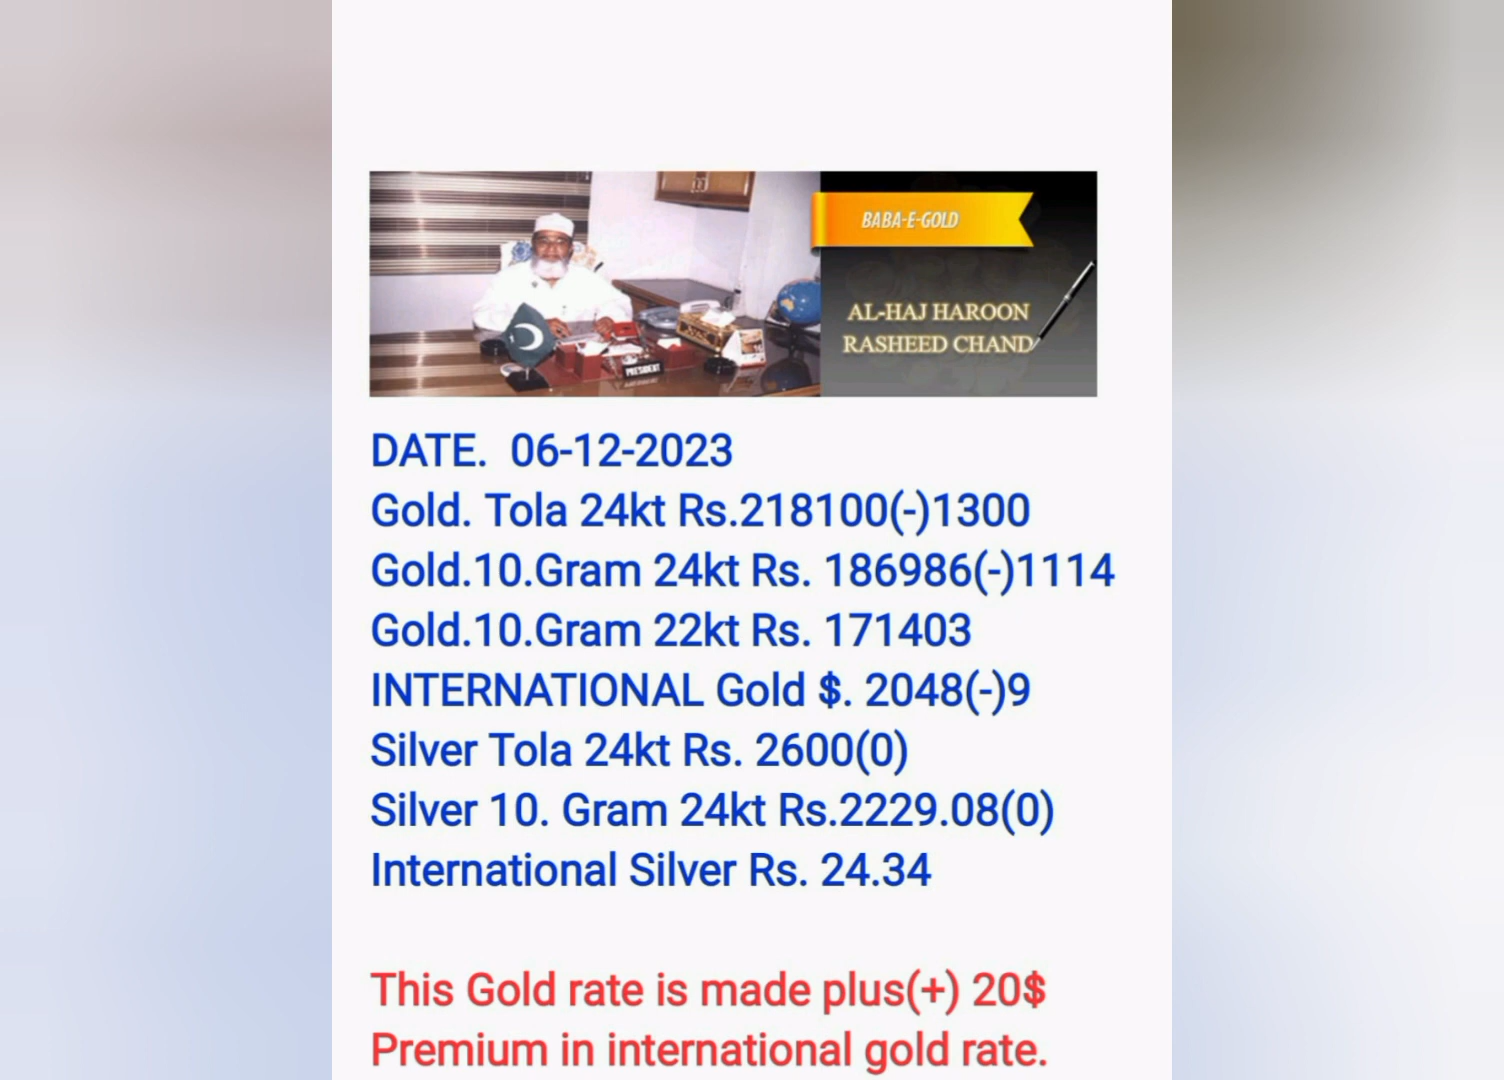 BABA-E-GOLD
AL-HAJ HAROON
RASHEED CHAND
PRESIDENT
DATE. 06-12-2023
Gold. Tola 24kt Rs.218100(-)1300
Gold.10.Gram 24kt Rs. 186986(-)1114
Gold.10.Gram 22kt Rs. 171403
INTERNATIONAL Gold $. 2048(-)9
Silver Tola 24kt Rs. 2600(0)
Silver 10. Gram 24kt Rs.2229.08(0)
International Silver Rs. 24.34
This Gold rate is made plus(+) 20$
Premium in international gold rate.